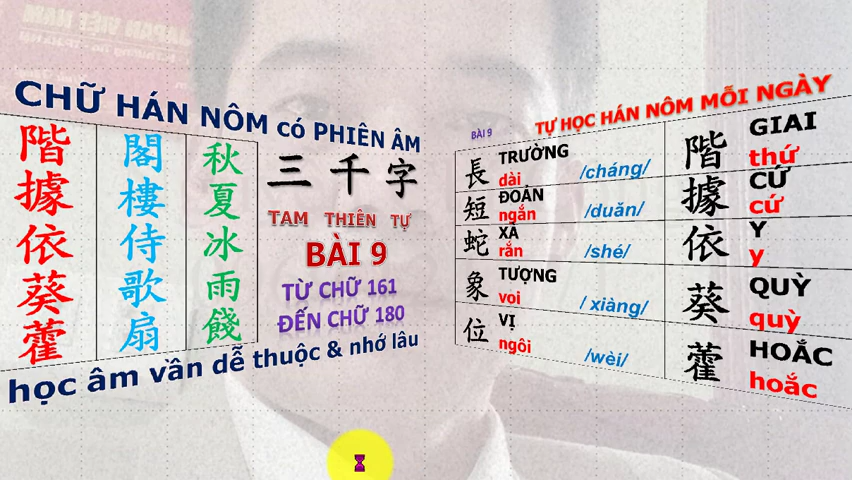 JAPAN VIỆT NAM
CHỮ HÁN NÔM có PHIÊN ÂM
階 閣 秋
據 樓 夏
依 侍 冰
葵 歌 雨
藿 扇 餞
三 千 字
TAM THIÊN TỰ
BÀI 9
TỪ CHỮ 161
ĐẾN CHỮ 180
học âm vần dễ thuộc & nhớ lâu
BÀI 9
TỰ HỌC HÁN NÔM MỖI NGÀY
長 TRƯỜNG dài /cháng/
短 ĐOẢN ngắn /duǎn/
蛇 XÀ rắn /shé/
象 TƯỢNG voi / xiàng/
位 VỊ ngôi /wèi/
階 GIAI thứ
據 CỨ cứ
依 Y y
葵 QUỲ quỳ
藿 HOẮC hoắc